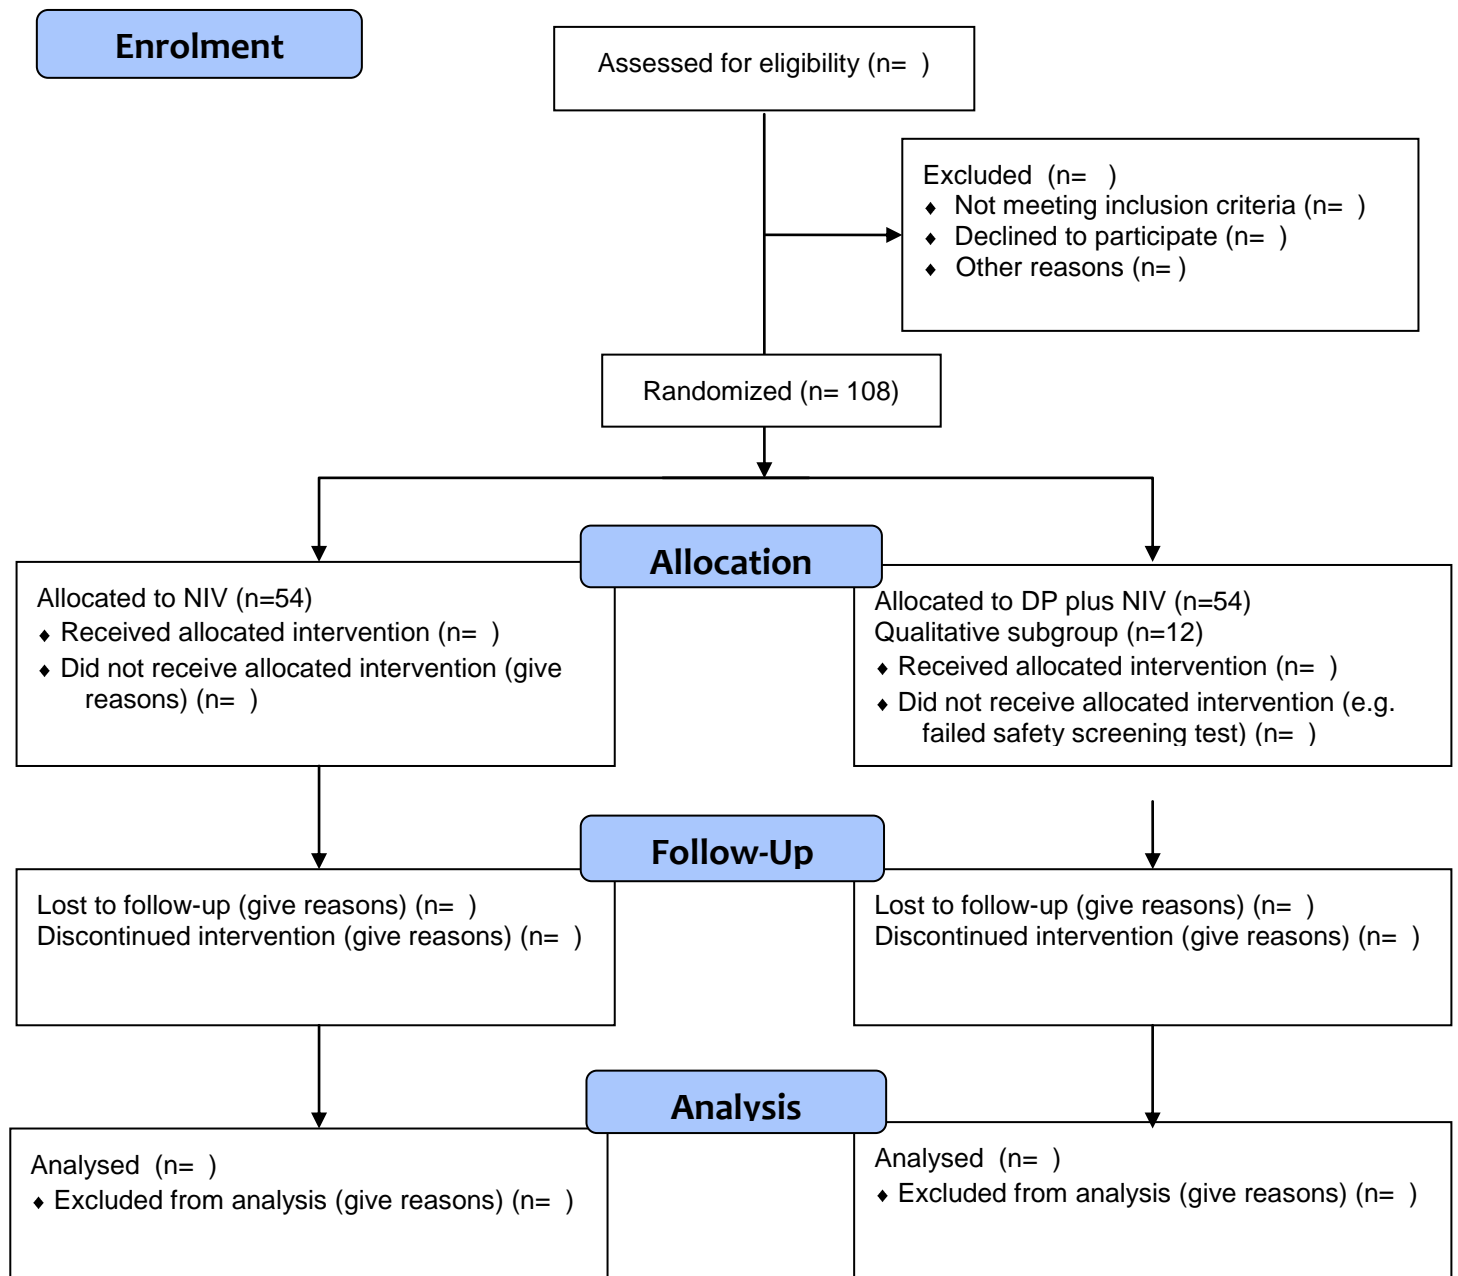 Enrolment
Assessed for eligibility (n=  )
Excluded  (n=   )
♦ Not meeting inclusion criteria (n=  )
♦ Declined to participate (n=  )
♦ Other reasons (n= )
Randomized (n= 108)
Allocation
Allocated to NIV (n=54)
♦ Received allocated intervention (n=  )
♦ Did not receive allocated intervention (give
reasons) (n=  )
Allocated to DP plus NIV (n=54)
Qualitative subgroup (n=12)
♦ Received allocated intervention (n=  )
♦ Did not receive allocated intervention (e.g.
failed safety screening test) (n=  )
Follow-Up
Lost to follow-up (give reasons) (n=  )
Discontinued intervention (give reasons) (n=  )
Lost to follow-up (give reasons) (n=  )
Discontinued intervention (give reasons) (n=  )
Analysis
Analysed  (n=  )
♦ Excluded from analysis (give reasons) (n=  )
Analysed  (n=  )
♦ Excluded from analysis (give reasons) (n=  )